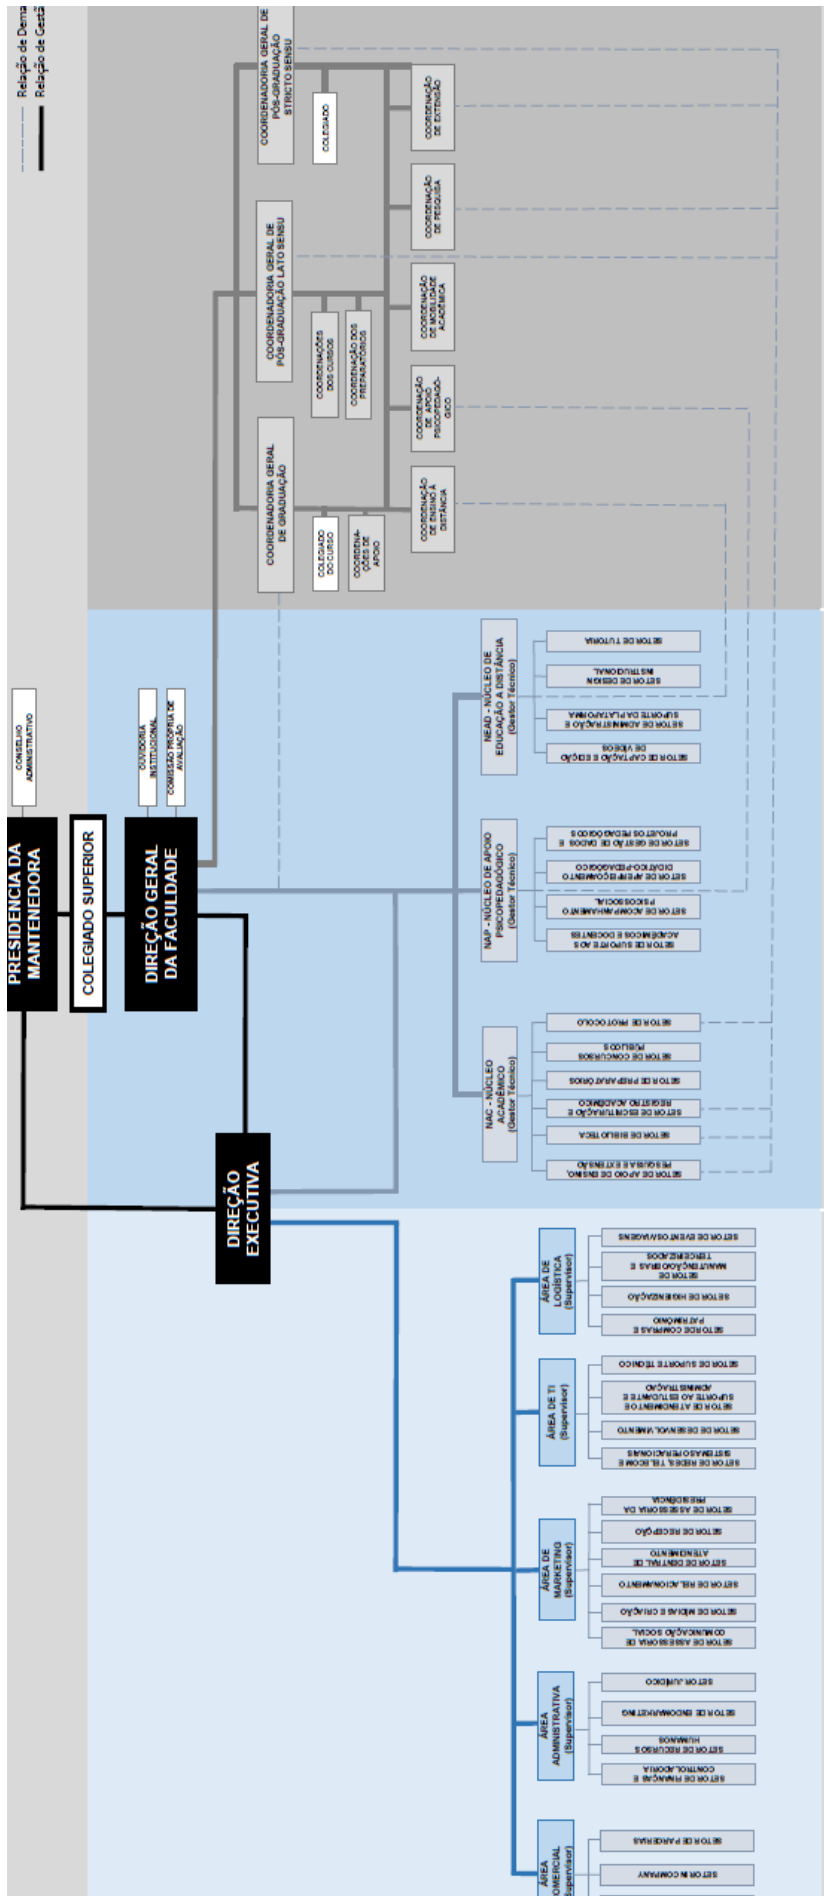 Relação de Dema
Relação de Gestã
PRESIDENCIA DA
MANTENEDORA
CONSELHO
ADMINISTRATIVO
COLEGIADO SUPERIOR
DIREÇÃO GERAL
DA FACULDADE
OUVIDORIA
INSTITUCIONAL
COMISSÃO PRÓPRIA DE
AVALIAÇÃO
DIREÇÃO
EXECUTIVA
COORDENADORIA GERAL DE
PÓS-GRADUAÇÃO
STRICTO SENSU
COLEGIADO
COORDENADORIA GERAL DE
PÓS-GRADUAÇÃO LATO SENSU
COORDENAÇÕES
DOS CURSOS
COORDENAÇÃO DOS
PREPARATÓRIOS
COORDENADORIA GERAL
DE GRADUAÇÃO
COLEGIADO
DO CURSO
COORDENA-
ÇÕES DE
APOIO
COORDENAÇÃO
DE EXTENSÃO
COORDENAÇÃO
DE PESQUISA
COORDENAÇÃO
DE MOBILIDADE
ACADÊMICA
COORDENAÇÃO
DE APOIO
PSICOPEDAGÓ-
GICO
COORDENAÇÃO
DE ENSINO À
DISTÂNCIA
NEAD - NÚCLEO DE
EDUCAÇÃO A DISTÂNCIA
(Gestor Técnico)
SETOR DE TUTORIA
SETOR DE DESIGN
INSTRUCIONAL
SETOR DE ADMINISTRAÇÃO E
SUPORTE DA PLATAFORMA
SETOR DE CAPTAÇÃO E EDIÇÃO
DE VÍDEOS
NAP - NÚCLEO DE APOIO
PSICOPEDAGÓGICO
(Gestor Técnico)
SETOR DE GESTÃO DE DADOS E
PROJETOS PEDAGÓGICOS
SETOR DE APERFEIÇOAMENTO
DIDÁTICO-PEDAGÓGICO
SETOR DE ACOMPANHAMENTO
PSICOSSOCIAL
SETOR DE SUPORTE AOS
ACADÊMICOS E DOCENTES
NAC - NÚCLEO
ACADÊMICO
(Gestor Técnico)
SETOR DE PROTOCOLO
SETOR DE CONCURSOS
PÚBLICOS
SETOR DE PREPARATÓRIOS
SETOR DE ESCRITURAÇÃO E
REGISTRO ACADÊMICO
SETOR DE BIBLIOTECA
SETOR DE APOIO DE ENSINO,
PESQUISA E EXTENSÃO
ÁREA DE
LOGÍSTICA
(Supervisor)
SETOR DE EVENTOS/VIAGENS
SETOR DE
MANUTENÇÃO/OBRAS E
TERCEIRIZADOS
SETOR DE HIGIENIZAÇÃO
SETOR DE COMPRAS E
PATRIMÔNIO
ÁREA DE TI
(Supervisor)
SETOR DE SUPORTE TÉCNICO
SETOR DE ATENDIMENTO E
SUPORTE AO ESTUDANTE E
ADMINISTRAÇÃO
SETOR DE DESENVOLVIMENTO
SETOR DE REDES, TELECOM E
SISTEMAS OPERACIONAIS
ÁREA DE
MARKETING
(Supervisor)
SETOR DE ASSESSORIA DA
PRESIDÊNCIA
SETOR DE RECEPÇÃO
SETOR DE CENTRAL DE
ATENDIMENTO
SETOR DE RELACIONAMENTO
SETOR DE MÍDIAS E CRIAÇÃO
SETOR DE ASSESSORIA DE
COMUNICAÇÃO SOCIAL
ÁREA
ADMINISTRATIVA
(Supervisor)
SETOR JURÍDICO
SETOR DE ENDOMARKETING
SETOR DE RECURSOS
HUMANOS
SETOR DE FINANÇAS E
CONTROLADORIA
ÁREA
OMERCIAL
Supervisor)
SETOR DE PARCERIAS
SETOR IN COMPANY